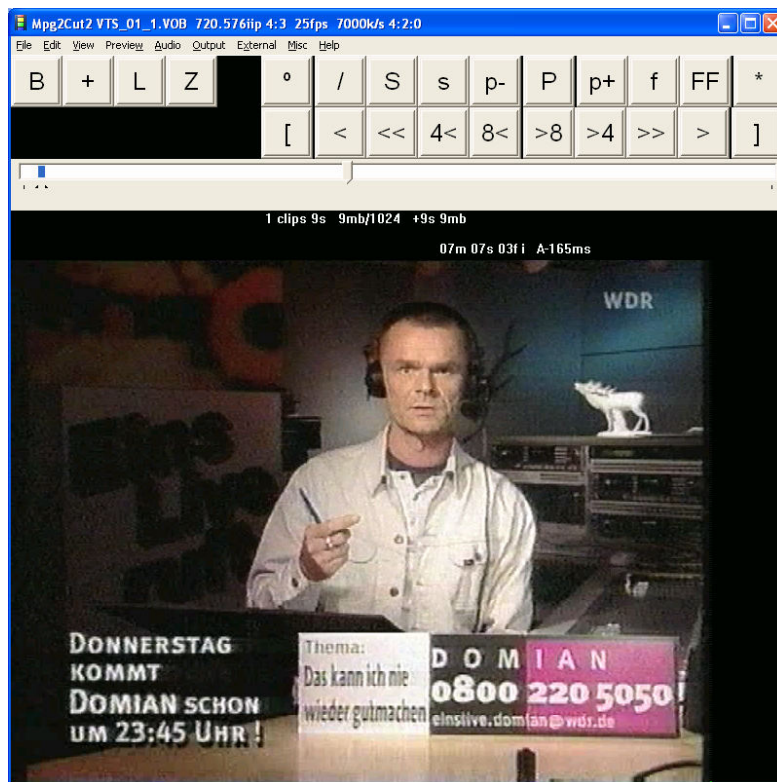 Mpg2Cut2 VTS_01_1.VOB 720.576iip 4:3 25fps 7000k/s 4:2:0
File Edit View Preview Audio Output External Misc Help
B + L Z º / S s p- P p+ f FF *
[ < << 4< 8< >8 >4 >> > ]
1 clips 9s 9mb/1024 +9s 9mb
07m 07s 03f i A-165ms
WDR
DONNERSTAG
KOMMT
DOMIAN SCHON
UM 23:45 UHR !
Thema:
Das kann ich nie
wieder gutmachen
DOMIAN
0800 220 5050
einslive.domian@wdr.de